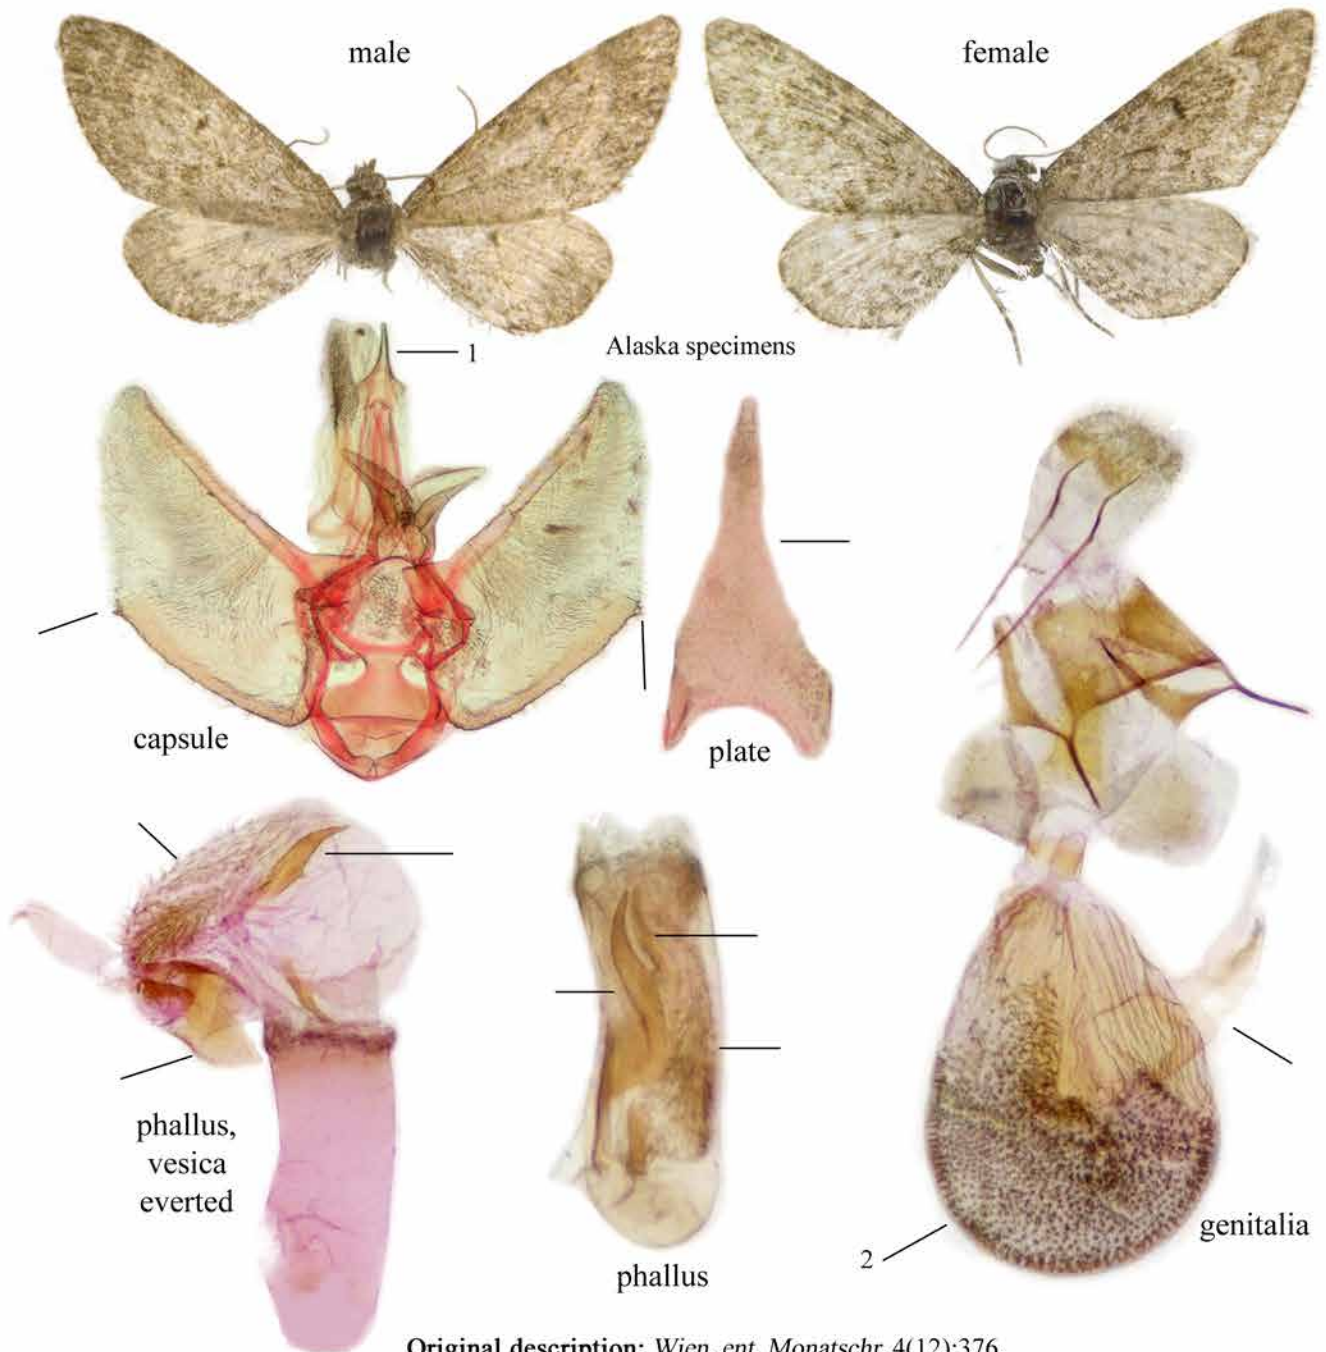 male
female
1
Alaska specimens
capsule
plate
phallus,
vesica
everted
phallus
genitalia
2
Original description: Wien. ent. Monatschr. 4(12):376.